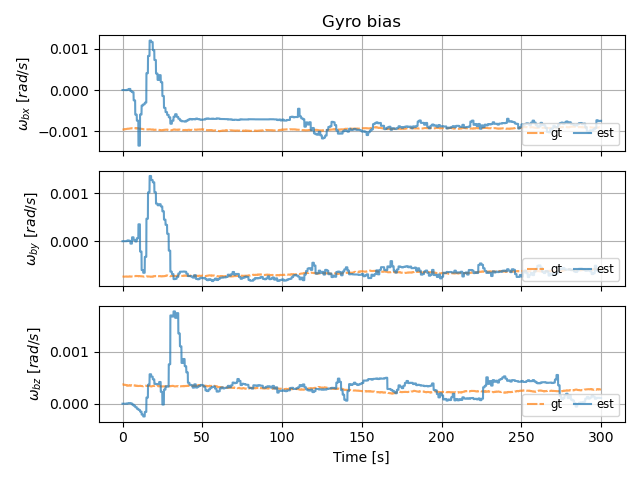 Gyro bias
ω_bx [rad/s]
0.001
0.000
−0.001
gt est
ω_by [rad/s]
0.001
0.000
gt est
ω_bz [rad/s]
0.001
0.000
gt est
0 50 100 150 200 250 300
Time [s]